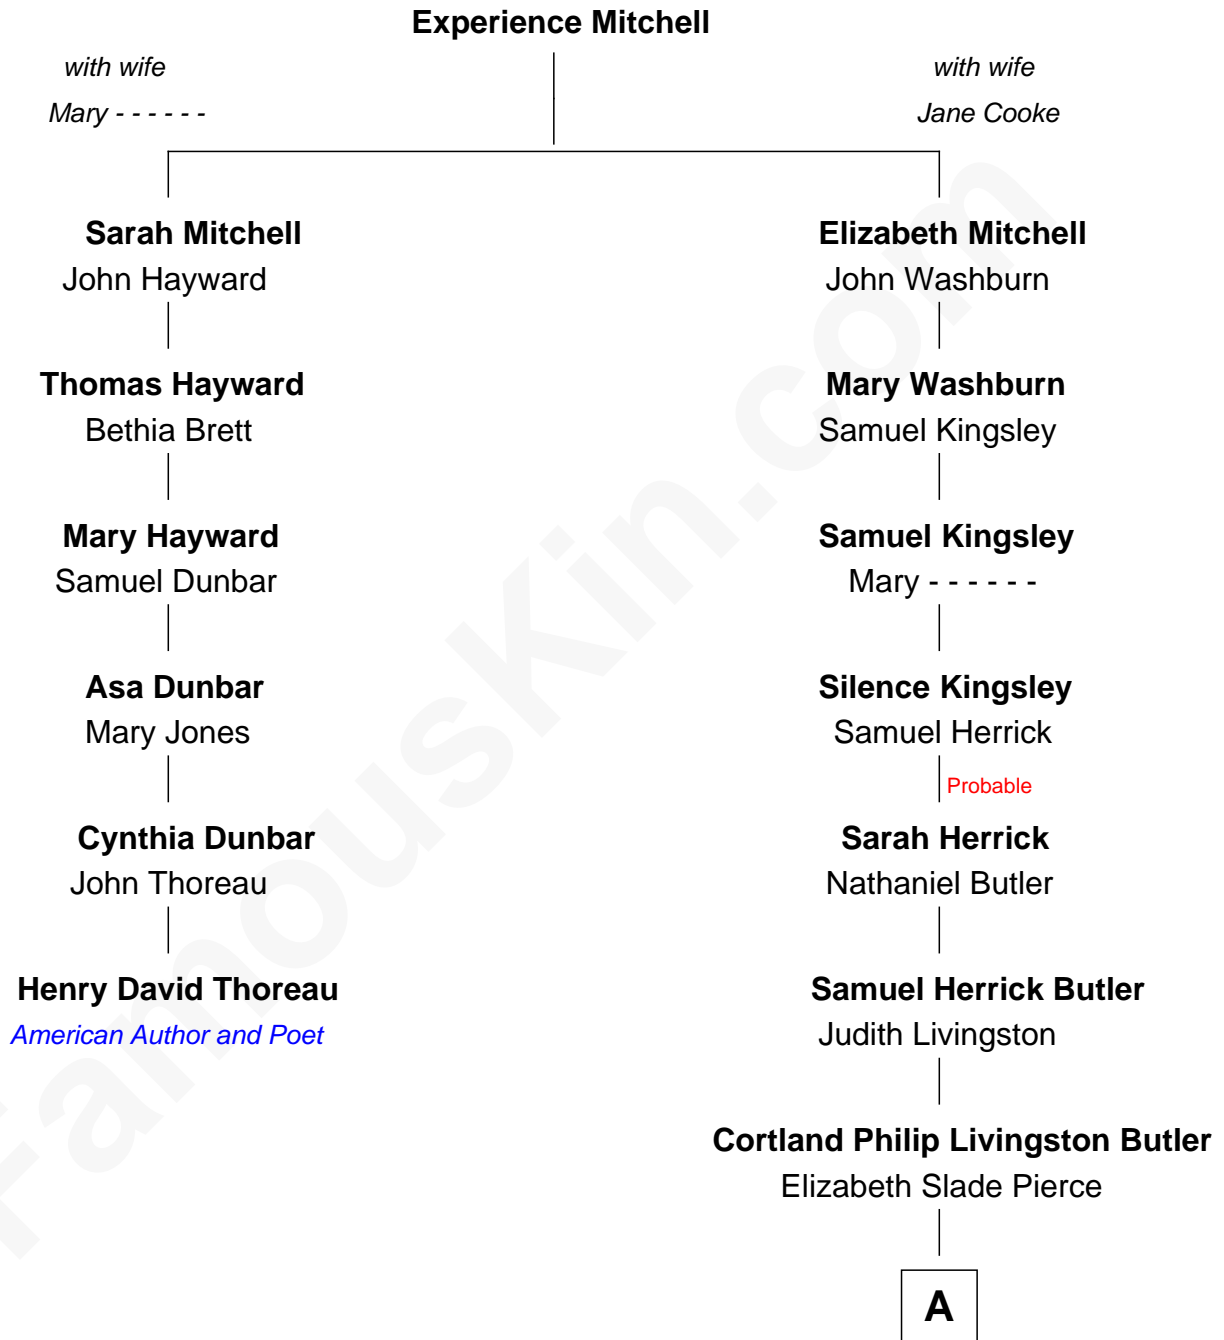 Experience Mitchell
with wife
Mary - - - - - -
with wife
Jane Cooke
Sarah Mitchell
John Hayward
Elizabeth Mitchell
John Washburn
Thomas Hayward
Bethia Brett
Mary Washburn
Samuel Kingsley
Mary Hayward
Samuel Dunbar
Samuel Kingsley
Mary - - - - - -
Asa Dunbar
Mary Jones
Silence Kingsley
Samuel Herrick
Probable
Cynthia Dunbar
John Thoreau
Sarah Herrick
Nathaniel Butler
Henry David Thoreau
American Author and Poet
Samuel Herrick Butler
Judith Livingston
Cortland Philip Livingston Butler
Elizabeth Slade Pierce
A
FamousKin.com